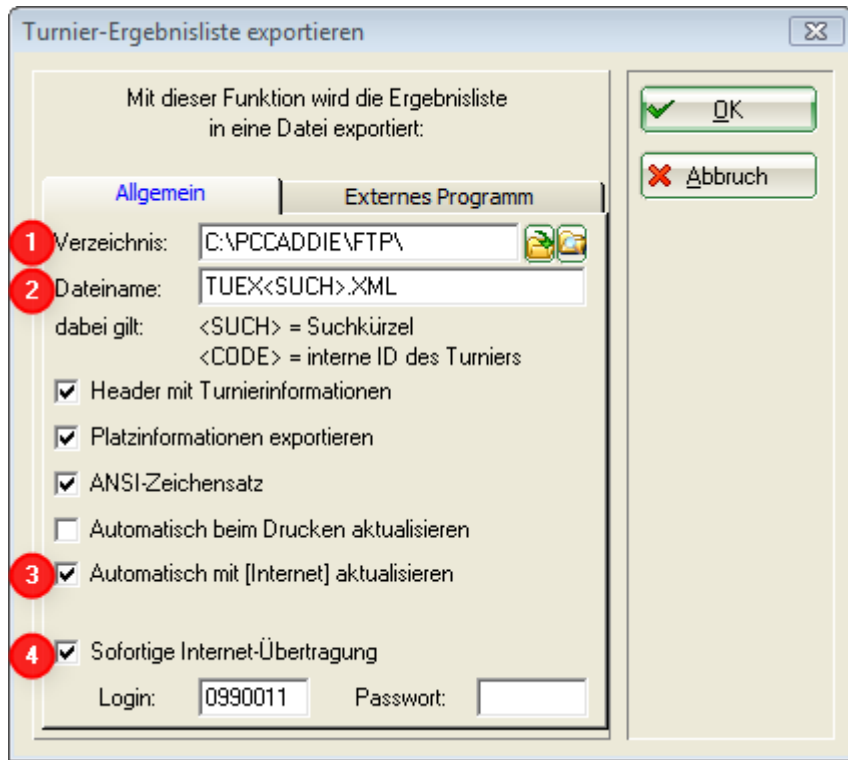 Turnier-Ergebnisliste exportieren
Mit dieser Funktion wird die Ergebnisliste
in eine Datei exportiert:
OK
Abbruch
Allgemein
Externes Programm
1 Verzeichnis: C:\PCCADDIE\FTP\
2 Dateiname: TUEX<SUCH>.XML
dabei gilt: <SUCH> = Suchkürzel
<CODE> = interne ID des Turniers
Header mit Turnierinformationen
Platzinformationen exportieren
ANSI-Zeichensatz
Automatisch beim Drucken aktualisieren
3 Automatisch mit [Internet] aktualisieren
4 Sofortige Internet-Übertragung
Login: 0990011 Passwort: